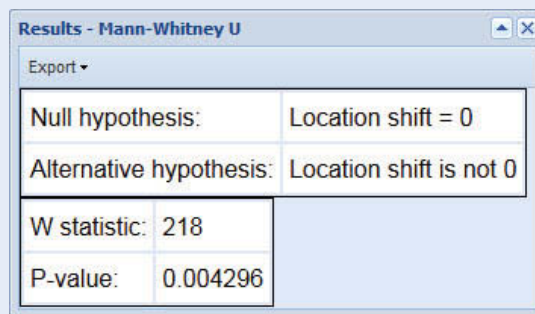 Results - Mann-Whitney U
Export
Null hypothesis: Location shift = 0
Alternative hypothesis: Location shift is not 0
W statistic: 218
P-value: 0.004296